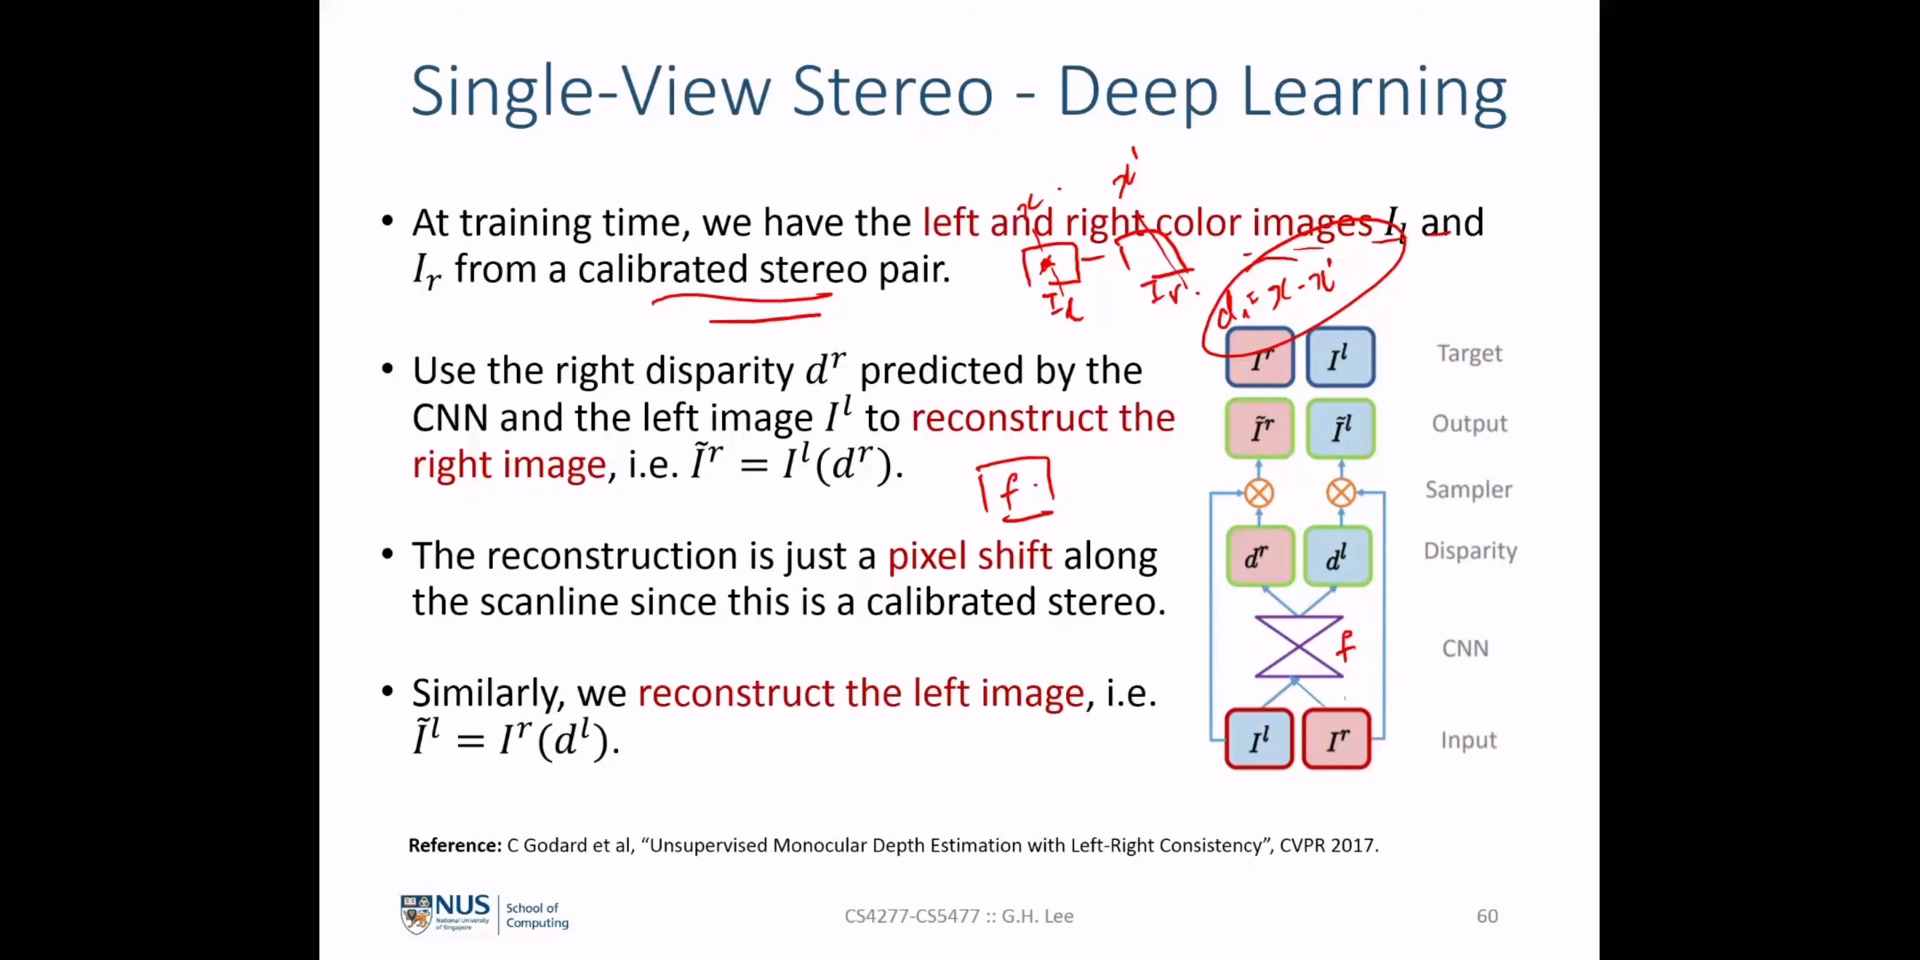 Single-View Stereo - Deep Learning
• At training time, we have the left and right color images I_l and
I_r from a calibrated stereo pair.
x
x'
I_l
I_r
d = x - x'
• Use the right disparity d^r predicted by the
CNN and the left image I^l to reconstruct the
right image, i.e. Ĩ^r = I^l(d^r).
f
• The reconstruction is just a pixel shift along
the scanline since this is a calibrated stereo.
• Similarly, we reconstruct the left image, i.e.
Ĩ^l = I^r(d^l).
I^r I^l Target
Ĩ^r Ĩ^l Output
Sampler
d^r d^l Disparity
f CNN
I^l I^r Input
Reference: C Godard et al, “Unsupervised Monocular Depth Estimation with Left-Right Consistency”, CVPR 2017.
NUS
National University
of Singapore
School of
Computing
CS4277-CS5477 :: G.H. Lee
60